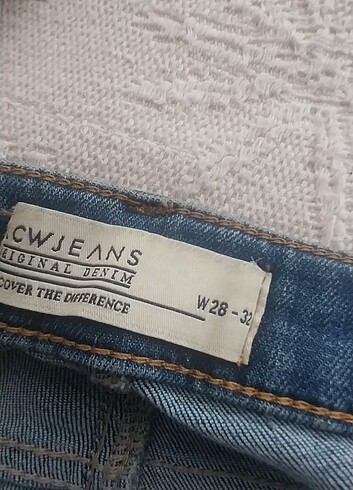 CWJEANS
RIGINAL DENIM
COVER THE DIFFERENCE
W 28 - 32